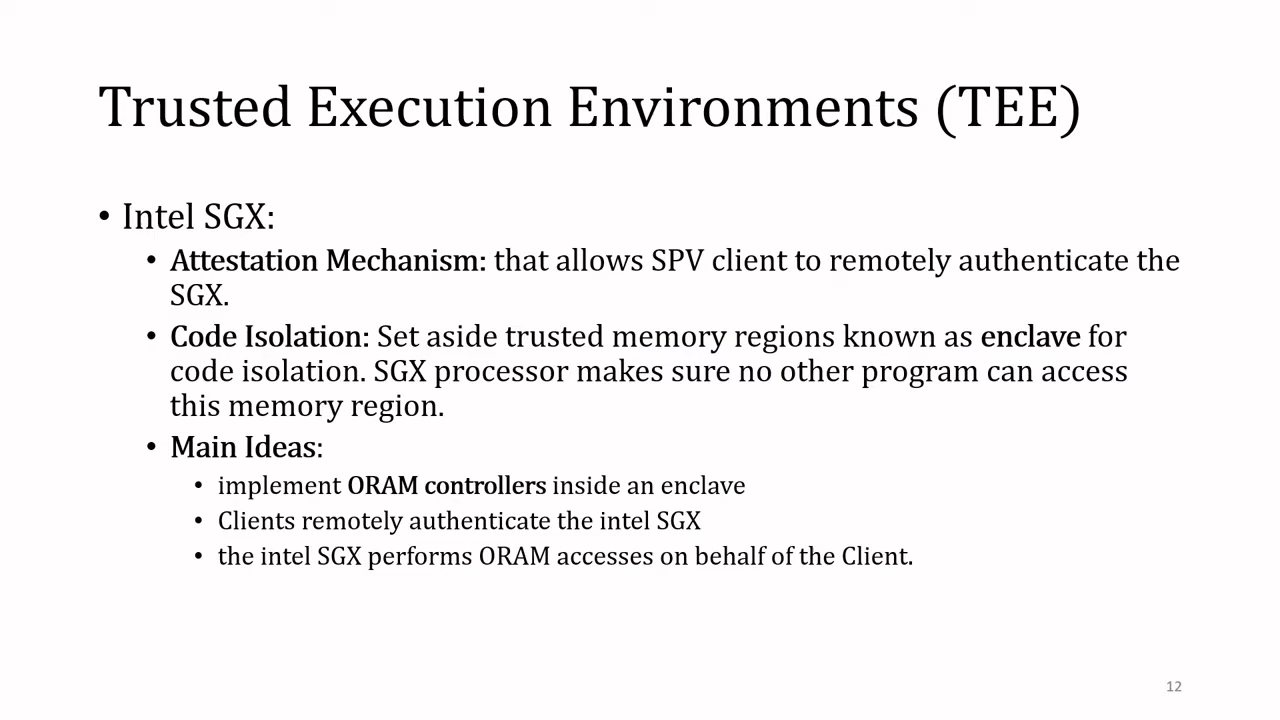 Trusted Execution Environments (TEE)
• Intel SGX:
• Attestation Mechanism: that allows SPV client to remotely authenticate the
SGX.
• Code Isolation: Set aside trusted memory regions known as enclave for
code isolation. SGX processor makes sure no other program can access
this memory region.
• Main Ideas:
• implement ORAM controllers inside an enclave
• Clients remotely authenticate the intel SGX
• the intel SGX performs ORAM accesses on behalf of the Client.
12